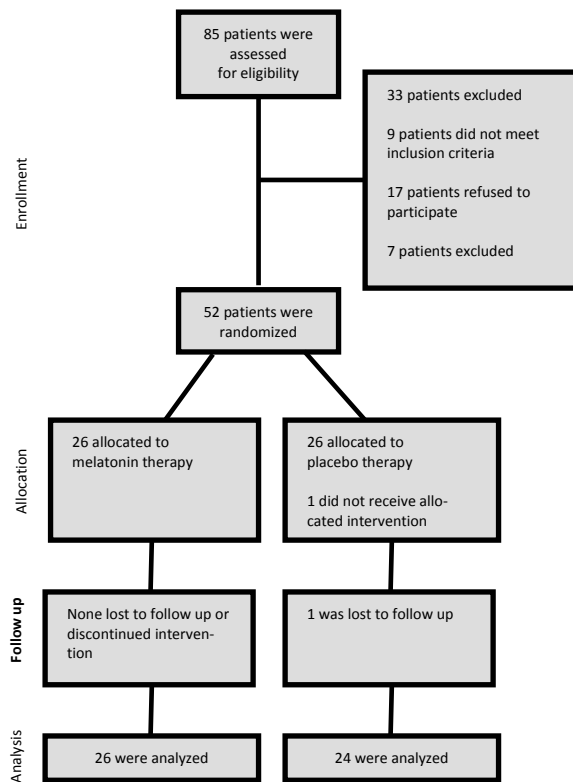 85 patients were
assessed
for eligibility
33 patients excluded
9 patients did not meet
inclusion criteria
17 patients refused to
participate
7 patients excluded
Enrollment
52 patients were
randomized
Allocation
26 allocated to
melatonin therapy
26 allocated to
placebo therapy
1 did not receive allo-
cated intervention
Follow up
None lost to follow up or
discontinued interven-
tion
1 was lost to follow up
Analysis
26 were analyzed
24 were analyzed